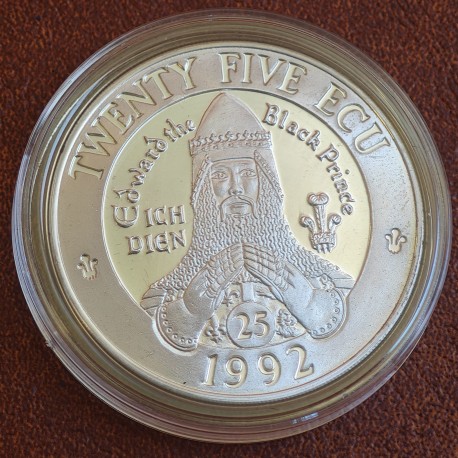 TWENTY FIVE ECU
Edward the Black Prince
ICH
DIEN
25
1992